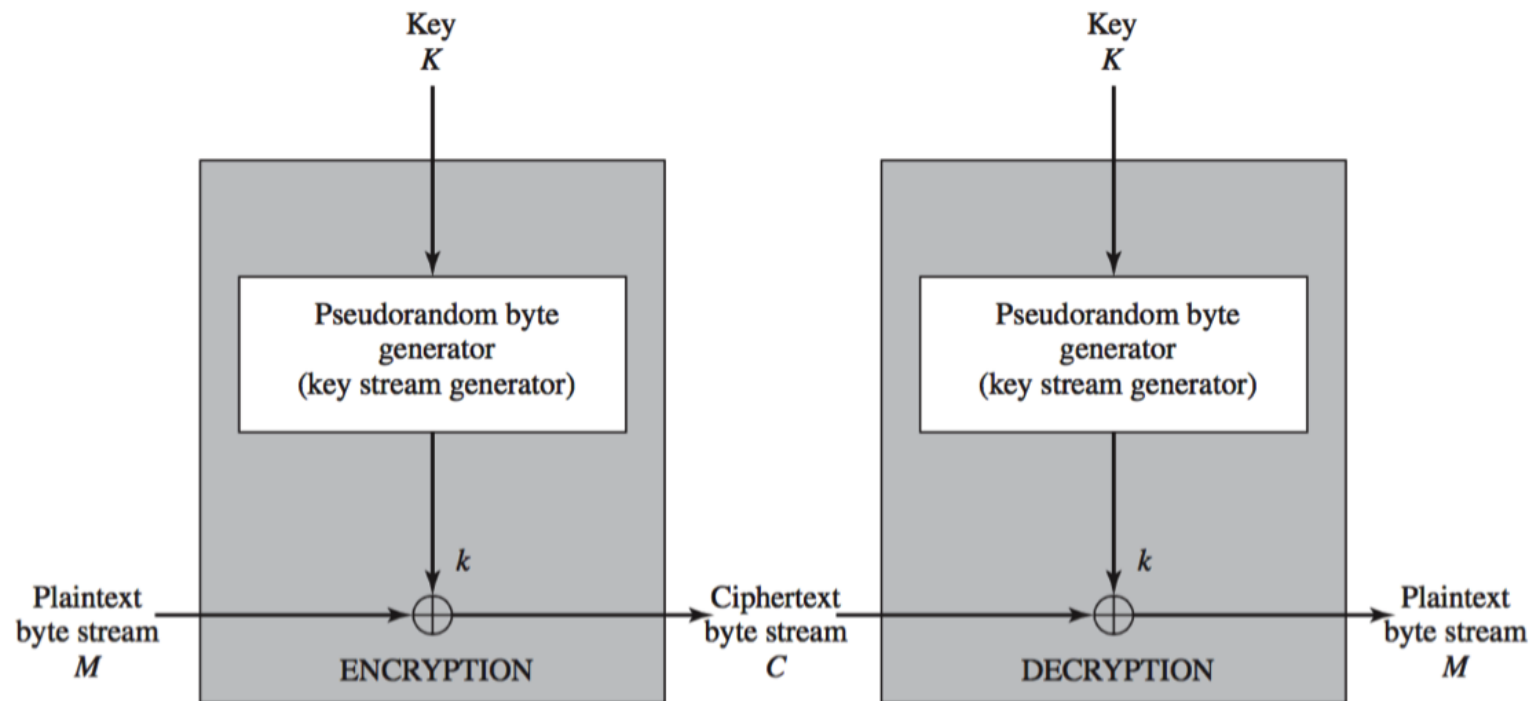 Key
K
Pseudorandom byte
generator
(key stream generator)
k
Plaintext
byte stream
M
ENCRYPTION
Ciphertext
byte stream
C
Key
K
Pseudorandom byte
generator
(key stream generator)
k
DECRYPTION
Plaintext
byte stream
M